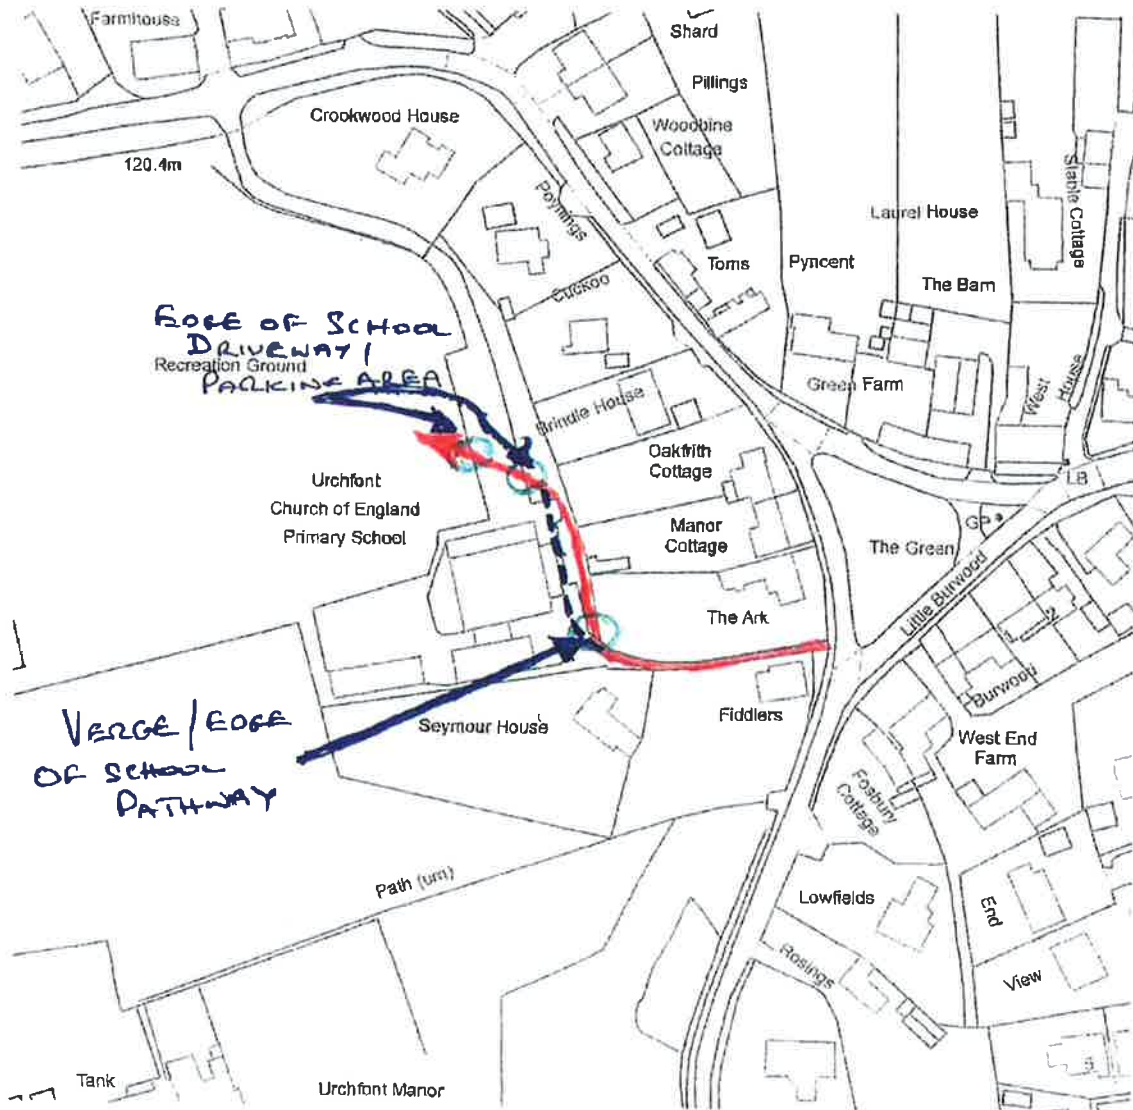 Farmhouse
Shard
Pillings
Crookwood House
Woodbine
Cottage
120.4m
Stable Cottage
Poynings
Laurel House
Toms
Pyncent
The Barn
Cuckoo
EDGE OF SCHOOL
DRIVEWAY /
Recreation Ground
PARKING AREA
West
House
Green Farm
Brindle House
Oakfrith
Cottage
LB
Urchfont
Church of England
Primary School
Manor
Cottage
GP
The Green
Little Burwood
The Ark
2
Burwood
VERGE / EDGE
OF SCHOOL
PATHWAY
Seymour House
Fiddlers
West End
Farm
Fosbury
Cottage
Path (um)
Lowfields
End
View
Rosings
Tank
Urchfont Manor